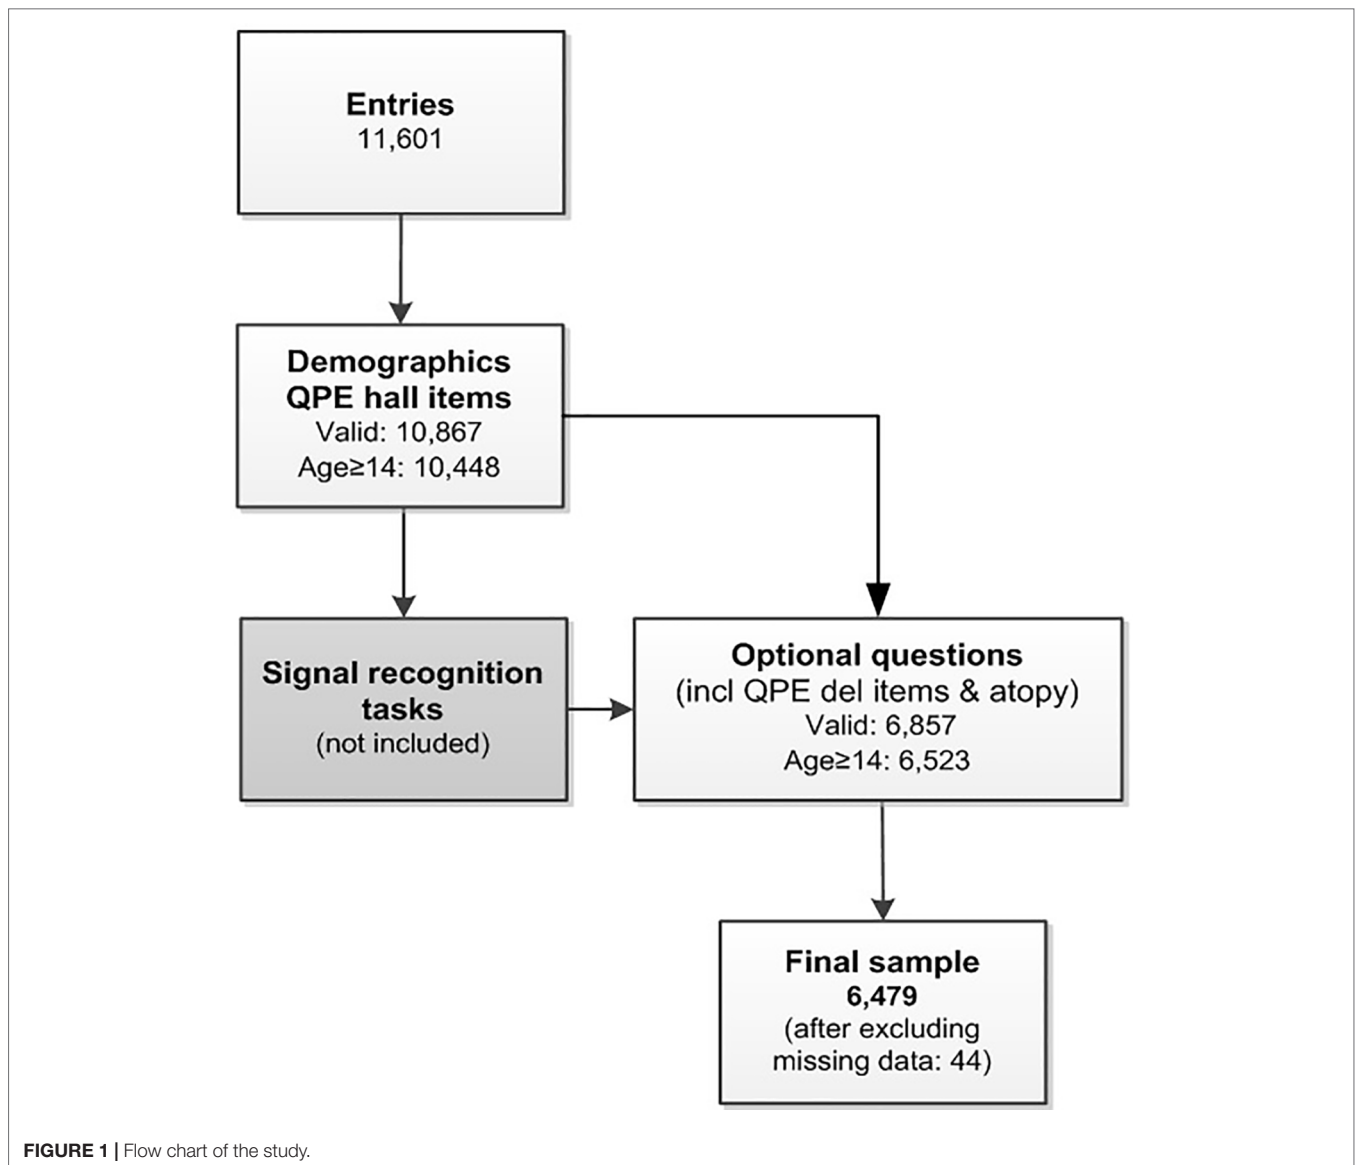 Entries
11,601
Demographics
QPE hall items
Valid: 10,867
Age≥14: 10,448
Signal recognition
tasks
(not included)
Optional questions
(incl QPE del items & atopy)
Valid: 6,857
Age≥14: 6,523
Final sample
6,479
(after excluding
missing data: 44)
FIGURE 1 | Flow chart of the study.